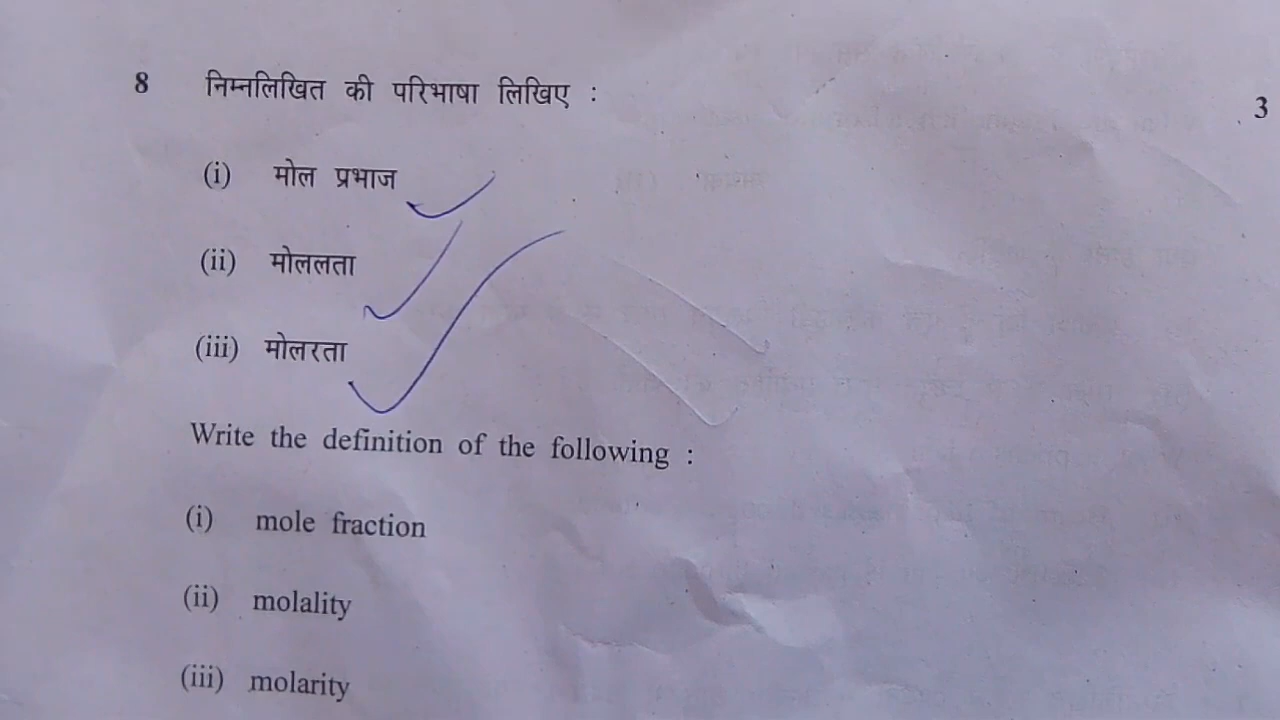 8 निम्नलिखित की परिभाषा लिखिए : 3
(i) मोल प्रभाज
(ii) मोललता
(iii) मोलरता
Write the definition of the following :
(i) mole fraction
(ii) molality
(iii) molarity